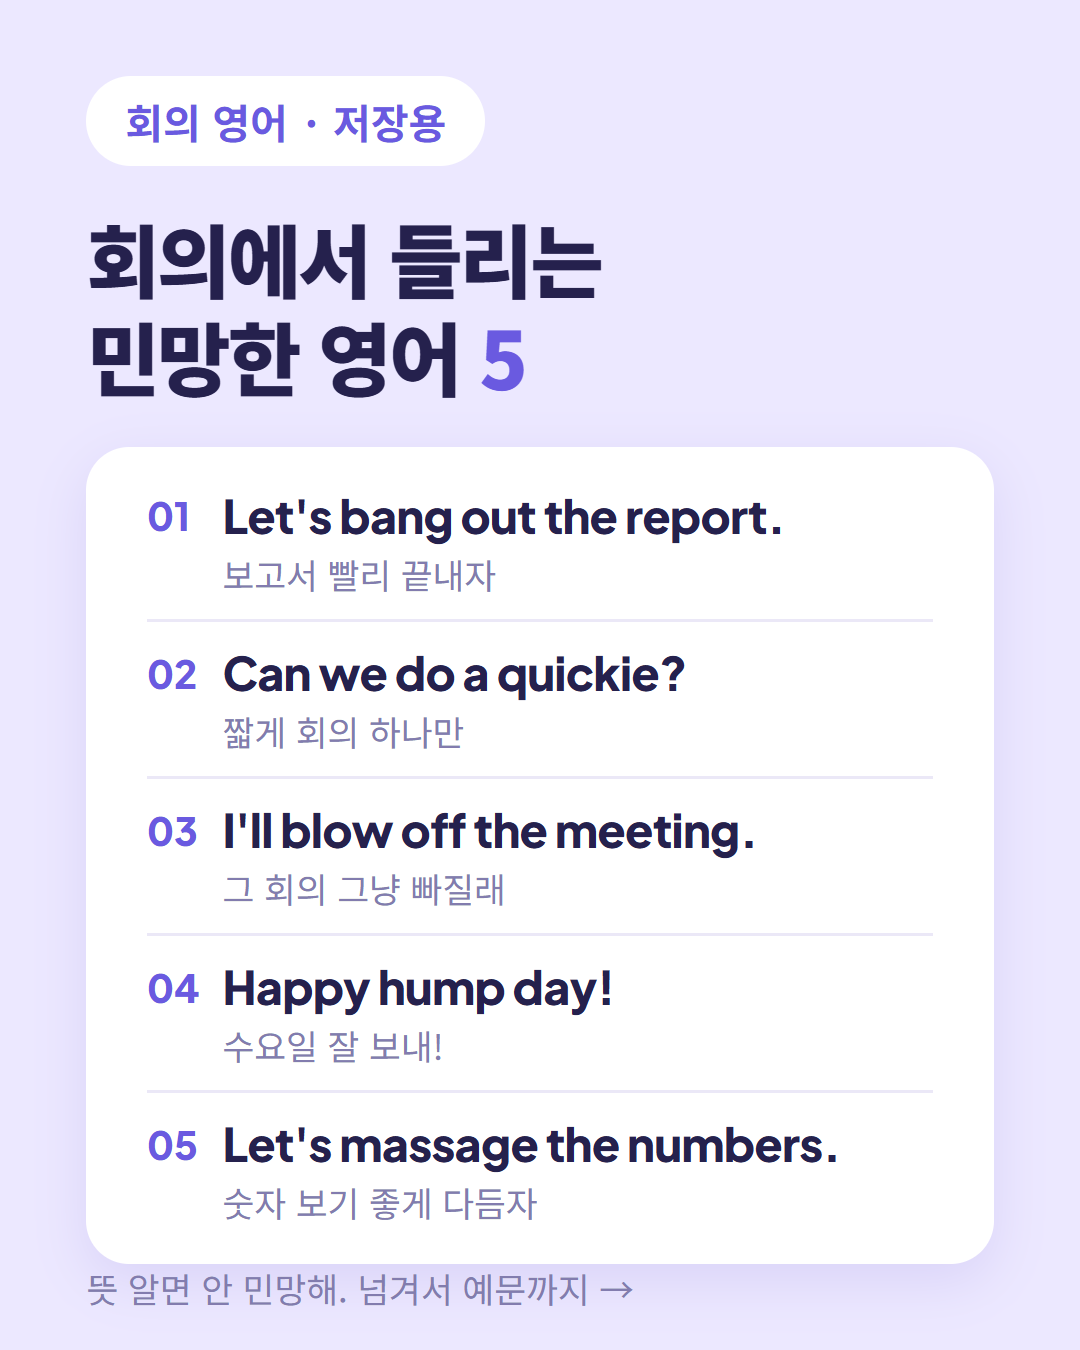 회의 영어 · 저장용
회의에서 들리는
민망한 영어 5
01 Let's bang out the report.
보고서 빨리 끝내자
02 Can we do a quickie?
짧게 회의 하나만
03 I'll blow off the meeting.
그 회의 그냥 빠질래
04 Happy hump day!
수요일 잘 보내!
05 Let's massage the numbers.
숫자 보기 좋게 다듬자
뜻 알면 안 민망해. 넘겨서 예문까지 →